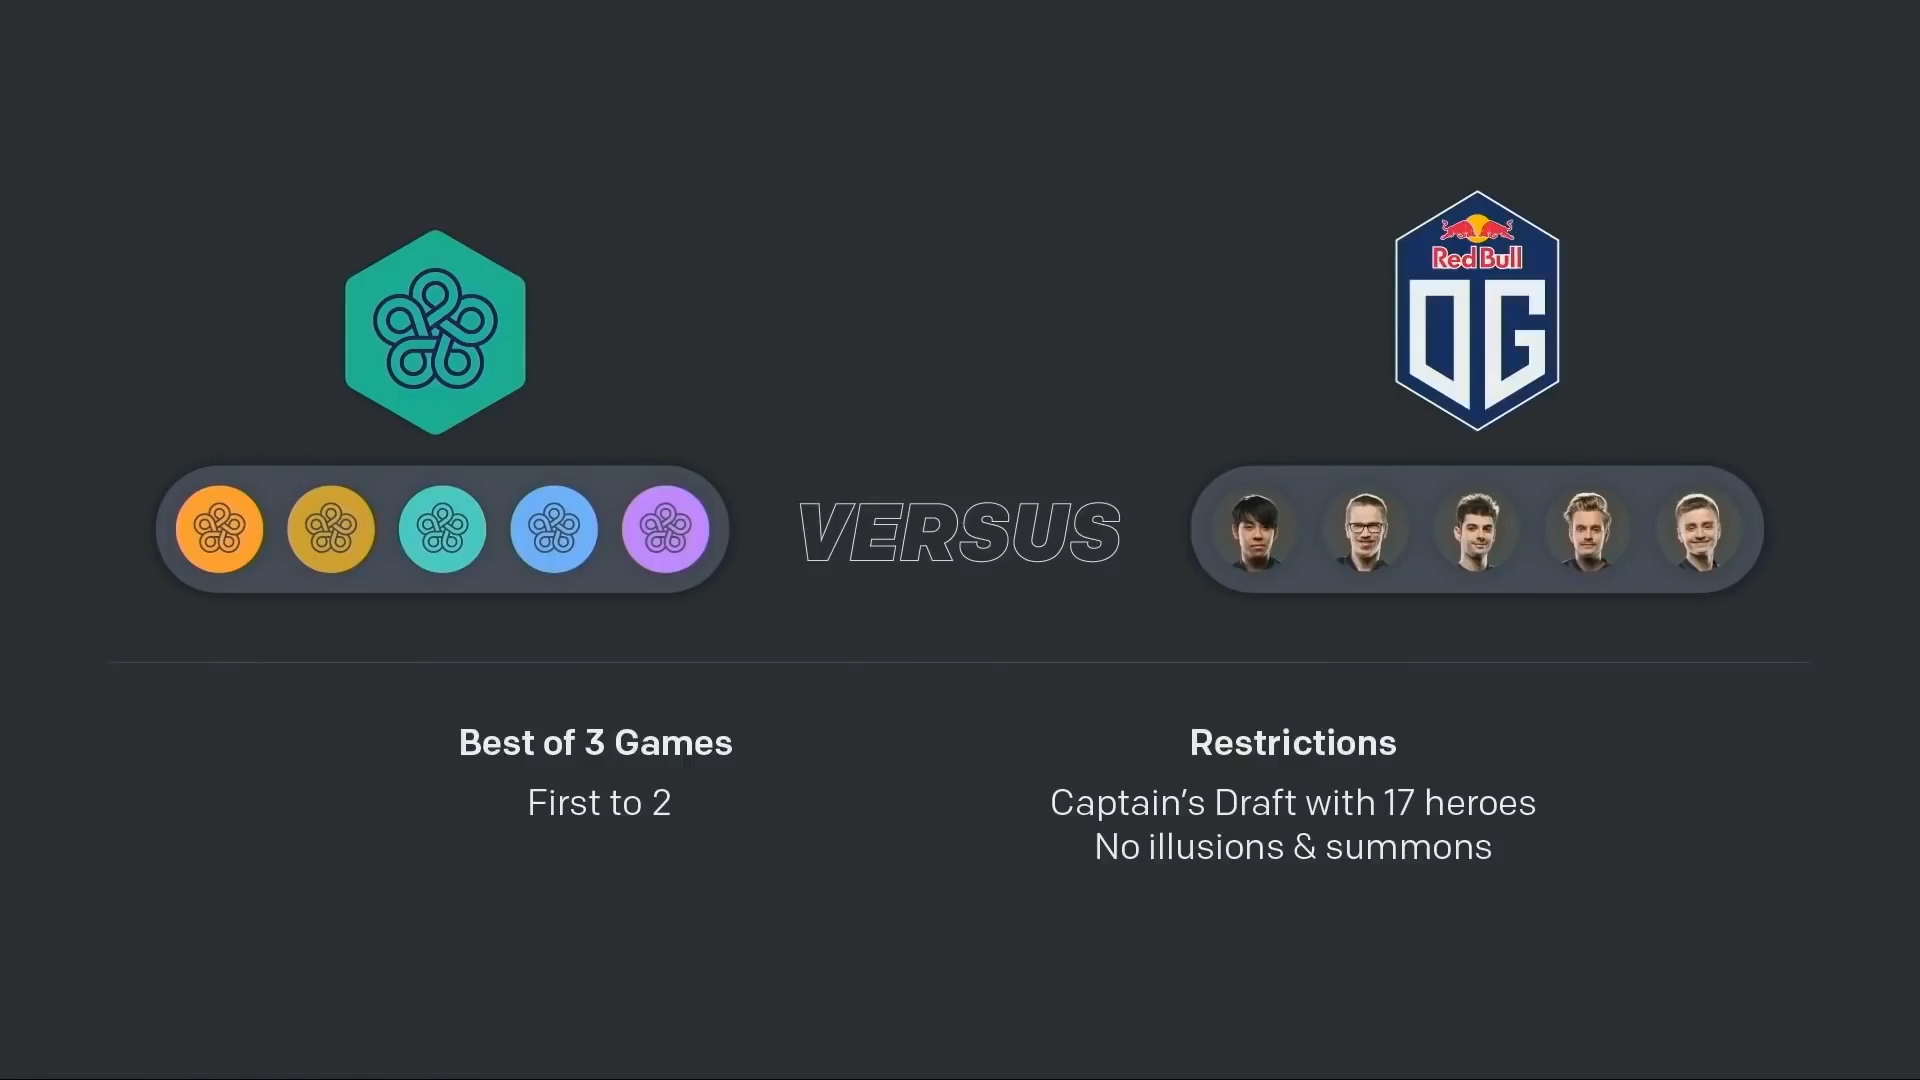 Red Bull
OG
VERSUS
Best of 3 Games
First to 2
Restrictions
Captain’s Draft with 17 heroes
No illusions & summons